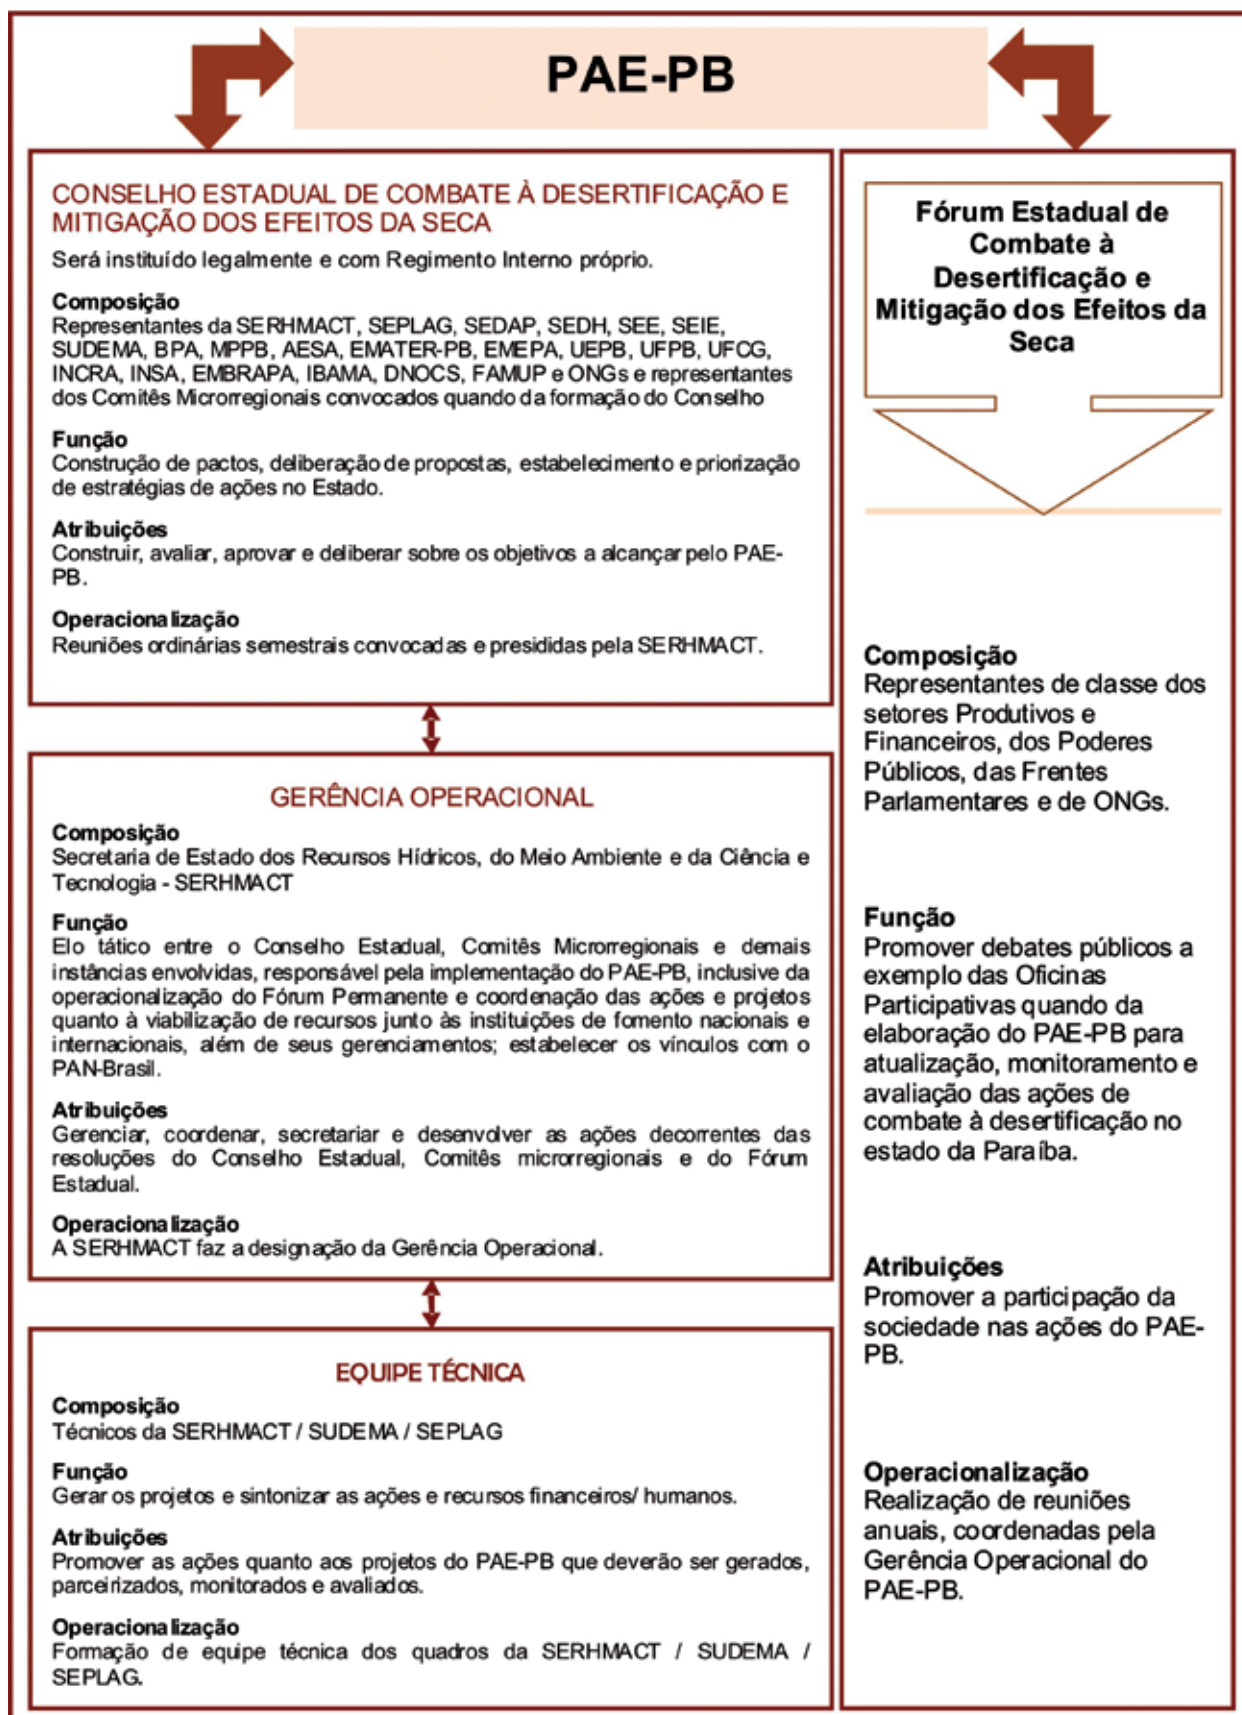 PAE-PB
CONSELHO ESTADUAL DE COMBATE À DESERTIFICAÇÃO E
MITIGAÇÃO DOS EFEITOS DA SECA
Será instituído legalmente e com Regimento Interno próprio.
Composição
Representantes da SERHMACT, SEPLAG, SEDAP, SEDH, SEE, SEIE,
SUDEMA, BPA, MPPB, AESA, EMATER-PB, EMEPA, UEPB, UFPB, UFCG,
INCRA, INSA, EMBRAPA, IBAMA, DNOCS, FAMUP e ONGs e representantes
dos Comitês Microrregionais convocados quando da formação do Conselho
Função
Construção de pactos, deliberação de propostas, estabelecimento e priorização
de estratégias de ações no Estado.
Atribuições
Construir, avaliar, aprovar e deliberar sobre os objetivos a alcançar pelo PAE-
PB.
Operacionalização
Reuniões ordinárias semestrais convocadas e presididas pela SERHMACT.
GERÊNCIA OPERACIONAL
Composição
Secretaria de Estado dos Recursos Hídricos, do Meio Ambiente e da Ciência e
Tecnologia - SERHMACT
Função
Elo tático entre o Conselho Estadual, Comitês Microrregionais e demais
instâncias envolvidas, responsável pela implementação do PAE-PB, inclusive da
operacionalização do Fórum Permanente e coordenação das ações e projetos
quanto à viabilização de recursos junto às instituições de fomento nacionais e
internacionais, além de seus gerenciamentos; estabelecer os vínculos com o
PAN-Brasil.
Atribuições
Gerenciar, coordenar, secretariar e desenvolver as ações decorrentes das
resoluções do Conselho Estadual, Comitês microrregionais e do Fórum
Estadual.
Operacionalização
A SERHMACT faz a designação da Gerência Operacional.
EQUIPE TÉCNICA
Composição
Técnicos da SERHMACT / SUDEMA / SEPLAG
Função
Gerar os projetos e sintonizar as ações e recursos financeiros/ humanos.
Atribuições
Promover as ações quanto aos projetos do PAE-PB que deverão ser gerados,
parceirizados, monitorados e avaliados.
Operacionalização
Formação de equipe técnica dos quadros da SERHMACT / SUDEMA /
SEPLAG.
Fórum Estadual de
Combate à
Desertificação e
Mitigação dos Efeitos da
Seca
Composição
Representantes de classe dos
setores Produtivos e
Financeiros, dos Poderes
Públicos, das Frentes
Parlamentares e de ONGs.
Função
Promover debates públicos a
exemplo das Oficinas
Participativas quando da
elaboração do PAE-PB para
atualização, monitoramento e
avaliação das ações de
combate à desertificação no
estado da Paraíba.
Atribuições
Promover a participação da
sociedade nas ações do PAE-
PB.
Operacionalização
Realização de reuniões
anuais, coordenadas pela
Gerência Operacional do
PAE-PB.